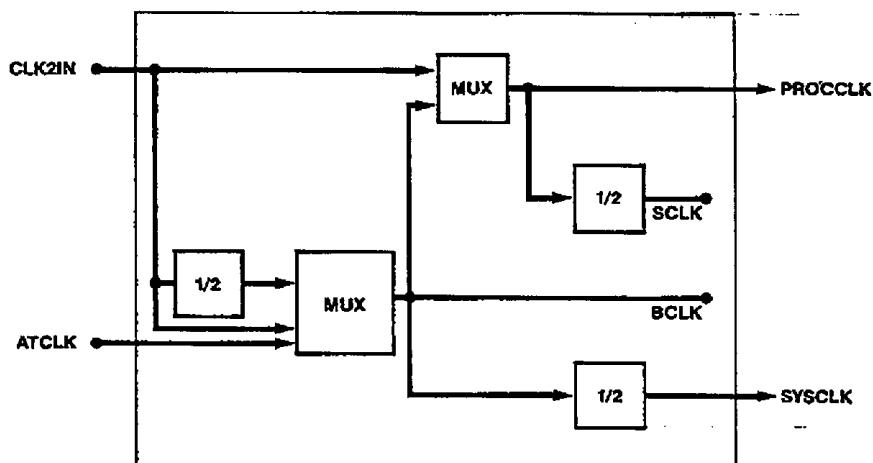 CLK2IN
MUX
PROCCLK
1/2
SCLK
1/2
MUX
BCLK
ATCLK
1/2
SYSCLK